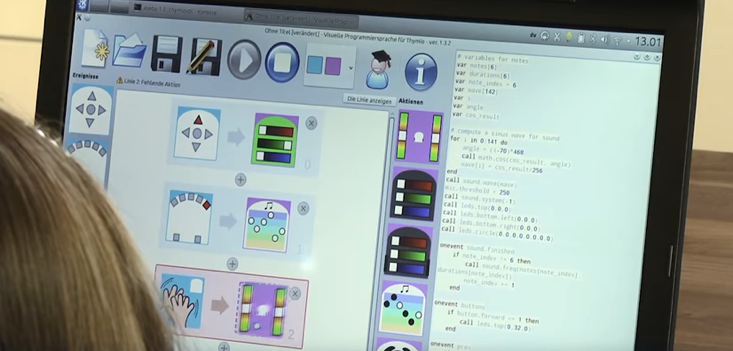 Ohne Titel [verändert] - Visuelle Programmiersprache für Thymio - ver. 1.3.2
de
13.01
Ereignisse
Linie 2: Fehlende Aktion
Die Linie anzeigen
Aktionen
0
1
2
# variables for notes
var notes[6]
var durations[6]
var note_index = 6
var wave[142]
var i
var angle
var cos_result
# compute a sinus wave for sound
for i in 0:141 do
angle = (i-70)*468
call math.cos(cos_result, angle)
wave[i] = cos_result/256
end
call sound.wave(wave)
mic.threshold = 250
call sound.system(-1)
call leds.top(0,0,0)
call leds.bottom.left(0,0,0)
call leds.bottom.right(0,0,0)
call leds.circle(0,0,0,0,0,0,0,0)
onevent sound.finished
if note_index != 6 then
call sound.freq(notes[note_index],
durations[note_index])
note_index += 1
end
onevent buttons
if button.forward == 1 then
call leds.top(0,32,0)
end
onevent prox